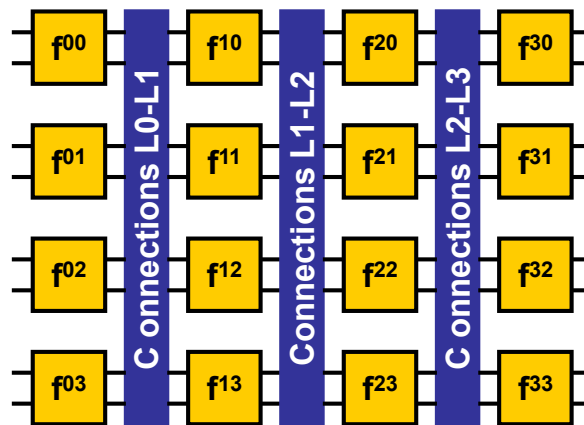 f00
f10
f20
f30
f01
f11
f21
f31
f02
f12
f22
f32
f03
f13
f23
f33
C onnections L0-L1
Connections L1-L2
C onnections L2-L3